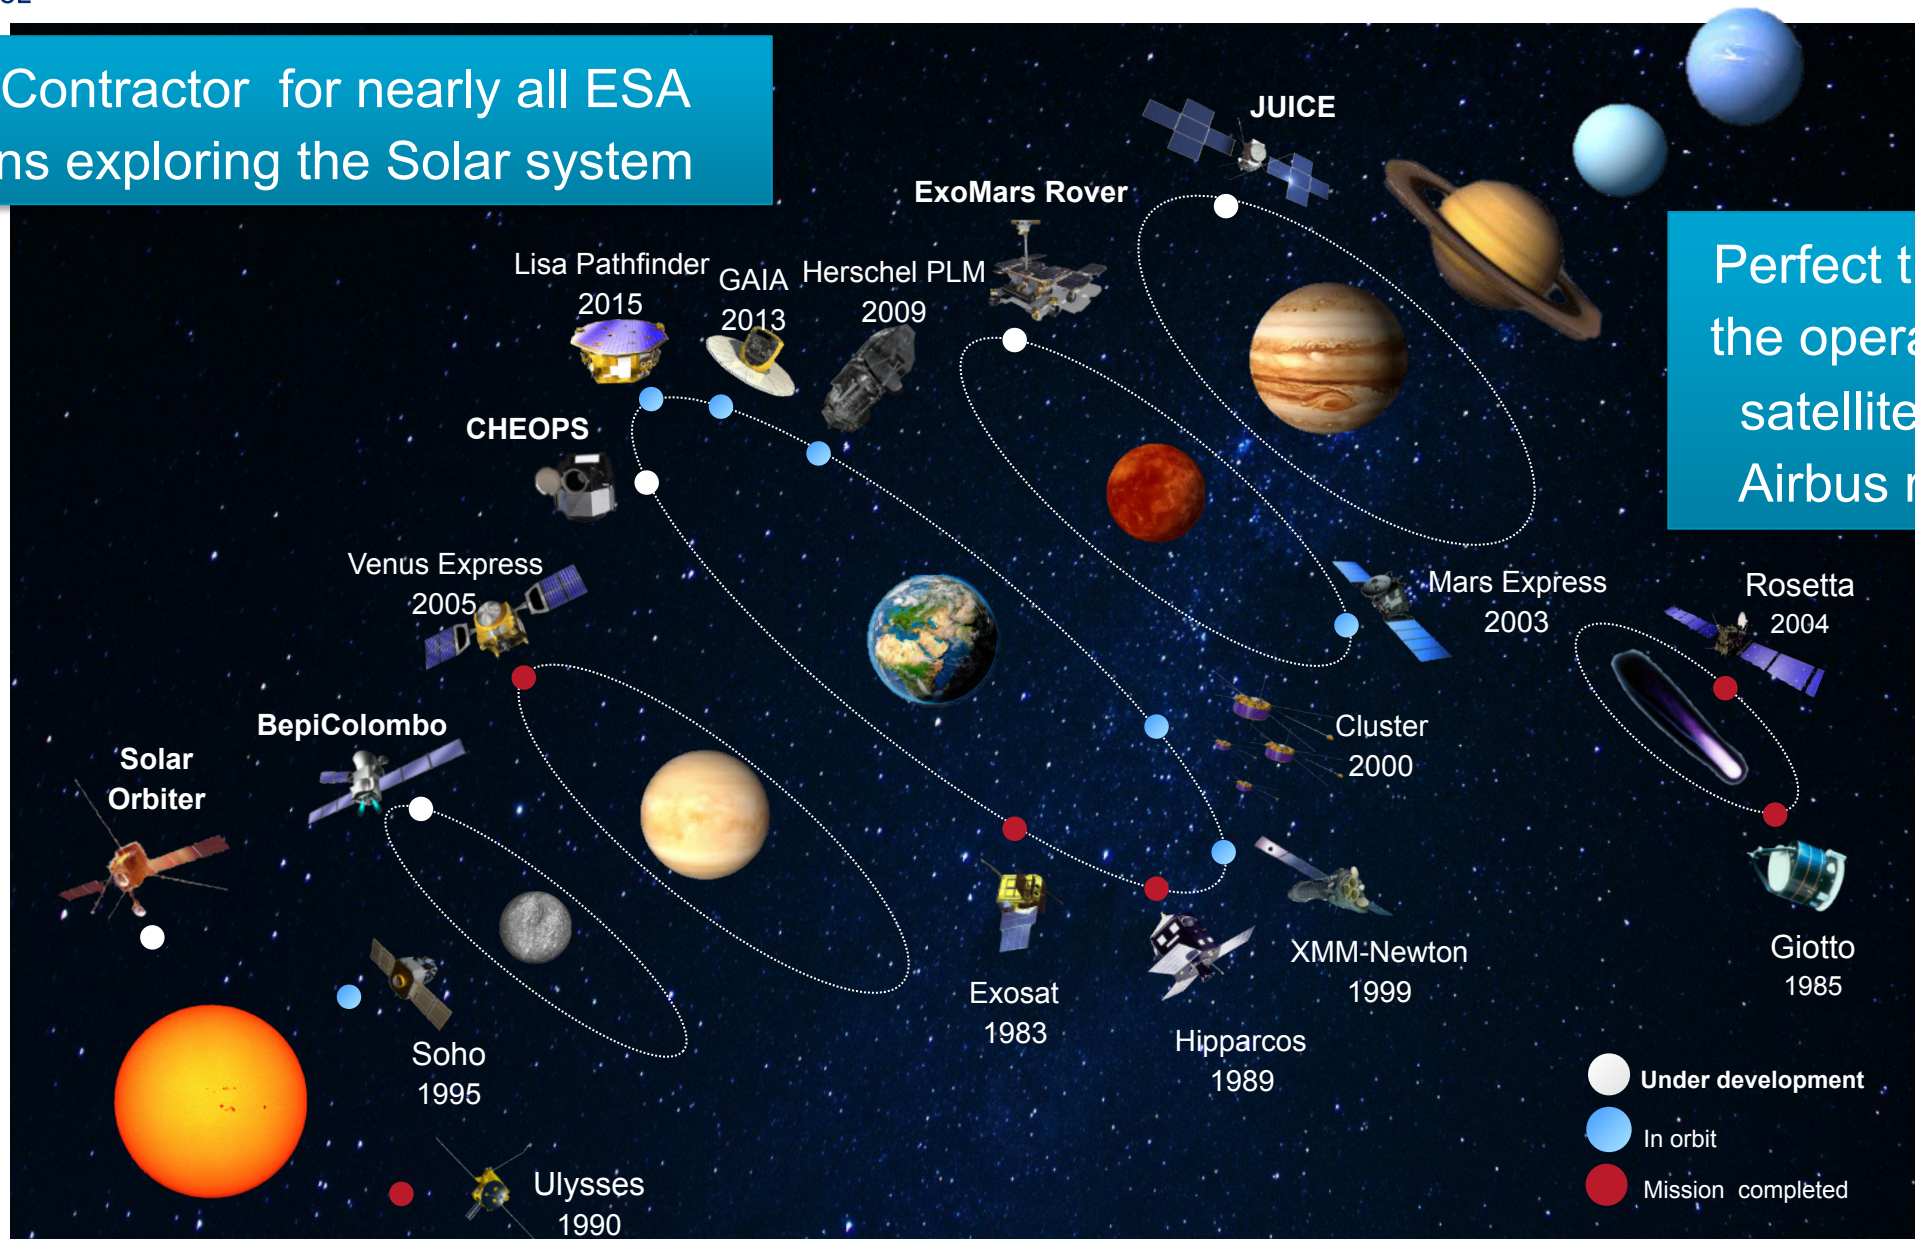 Contractor for nearly all ESA
exploring the Solar system
JUICE
ExoMars Rover
Lisa Pathfinder
2015
GAIA
2013
Herschel PLM
2009
Perfect
the
satellite
Airbus
CHEOPS
Venus Express
2005
Mars Express
2003
Rosetta
2004
BepiColombo
Solar
Orbiter
Cluster
2000
XMM-Newton
1999
Giotto
1985
Exosat
1983
Hipparcos
1989
Soho
1995
Ulysses
1990
Under development
In orbit
Mission completed